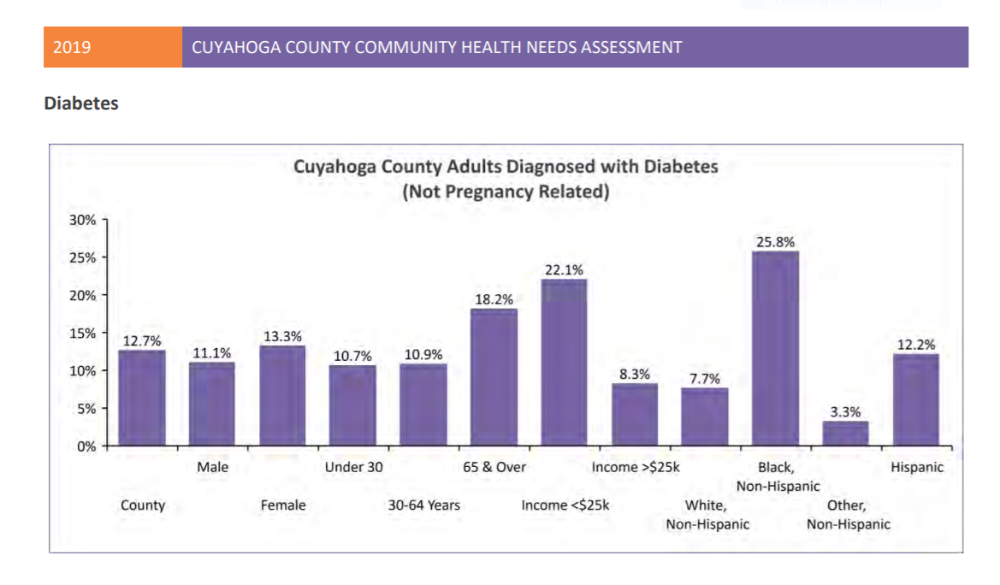 2019
CUYAHOGA COUNTY COMMUNITY HEALTH NEEDS ASSESSMENT
Diabetes
Cuyahoga County Adults Diagnosed with Diabetes
(Not Pregnancy Related)
30%
25%
20%
15%
10%
5%
0%
12.7%
11.1%
13.3%
10.7%
10.9%
18.2%
22.1%
8.3%
7.7%
25.8%
3.3%
12.2%
County
Male
Female
Under 30
30-64 Years
65 & Over
Income <$25k
Income >$25k
White,
Non-Hispanic
Black,
Non-Hispanic
Other,
Non-Hispanic
Hispanic